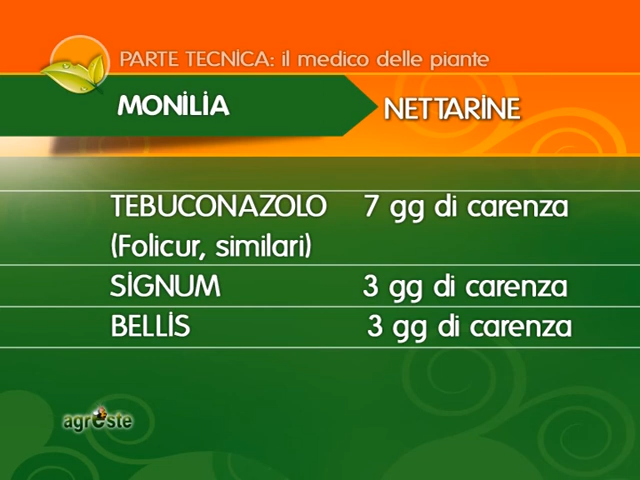 PARTE TECNICA: il medico delle piante
MONİLİA
NETTARİNE
TEBUCONAZOLO 7 gg di carenza
(Folicur, similari)
SİGNUM 3 gg di carenza
BELLİS 3 gg di carenza
agreste